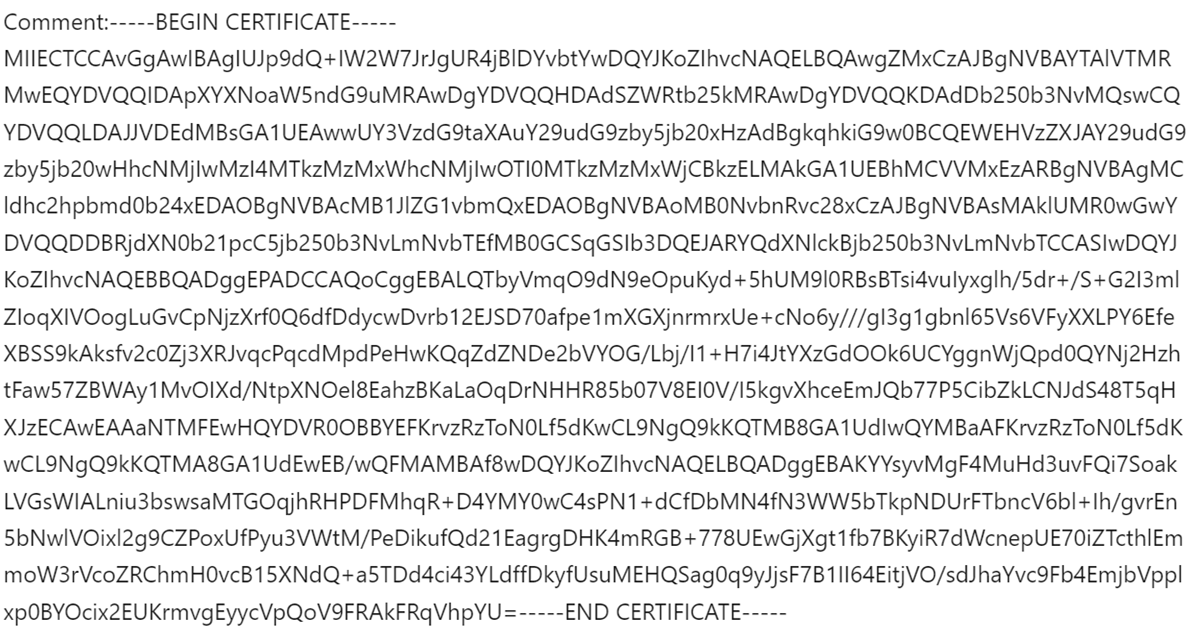 Comment:-----BEGIN CERTIFICATE-----
MIIECTCCAvGgAwIBAgIUJp9dQ+IW2W7JrJgUR4jBlDYvbtYwDQYJKoZIhvcNAQELBQAwgZMxCzAJBgNVBAYTAlVTMR
MwEQYDVQQIDApXYXNoaW5ndG9uMRAwDgYDVQQHDAdSZWRtb25kMRAwDgYDVQQKDAdDb250b3NvMQswCQ
YDVQQLDAJJVDEdMBsGA1UEAwwUY3VzdG9taXAuY29udG9zby5jb20xHzAdBgkqhkiG9w0BCQEWEHVzZXJAY29udG9
zby5jb20wHhcNMjIwMzI4MTkzMzMxWhcNMjIwOTI0MTkzMzMxWjCBkzELMAkGA1UEBhMCVVMxEzARBgNVBAgMC
ldhc2hpbmd0b24xEDAOBgNVBAcMB1JlZG1vbmQxEDAOBgNVBAoMB0NvbnRvc28xCzAJBgNVBAsMAklUMR0wGwY
DVQQDDBRjdXN0b21pcC5jb250b3NvLmNvbTEfMB0GCSqGSIb3DQEJARYQdXNlckBjb250b3NvLmNvbTCCASIwDQYJ
KoZIhvcNAQEBBQADggEPADCCAQoCggEBALQTbyVmqO9dN9eOpuKyd+5hUM9l0RBsBTsi4vuIyxglh/5dr+/S+G2I3ml
ZIoqXIVOogLuGvCpNjzXrf0Q6dfDdycwDvrb12EJSD70afpe1mXGXjnrmrxUe+cNo6y///gI3g1gbnl65Vs6VFyXXLPY6Efe
XBSS9kAksfv2c0Zj3XRJvqcPqcdMpdPeHwKQqZdZNDe2bVYOG/Lbj/I1+H7i4JtYXzGdOOk6UCYggnWjQpd0QYNj2Hzh
tFaw57ZBWAy1MvOIXd/NtpXNOel8EahzBKaLaOqDrNHHR85b07V8EI0V/I5kgvXhceEmJQb77P5CibZkLCNJdS48T5qH
XJzECAwEAAaNTMFEwHQYDVR0OBBYEFKrvzRzToN0Lf5dKwCL9NgQ9kKQTMB8GA1UdIwQYMBaAFKrvzRzToN0Lf5dK
wCL9NgQ9kKQTMA8GA1UdEwEB/wQFMAMBAf8wDQYJKoZIhvcNAQELBQADggEBAKYYsyvMgF4MuHd3uvFQi7Soak
LVGsWIALniu3bswsaMTGOqjhRHPDFMhqR+D4YMY0wC4sPN1+dCfDbMN4fN3WW5bTkpNDUrFTbncV6bl+Ih/gvrEn
5bNwlVOixl2g9CZPoxUfPyu3VWtM/PeDikufQd21EagrgDHK4mRGB+778UEwGjXgt1fb7BKyiR7dWcnepUE70iZTcthlEm
moW3rVcoZRChmH0vcB15XNdQ+a5TDd4ci43YLdffDkyfUsuMEHQSag0q9yJjsF7B1II64EitjVO/sdJhaYvc9Fb4EmjbVppl
xp0BYOcix2EUKrmvgEyycVpQoV9FRAkFRqVhpYU=-----END CERTIFICATE-----